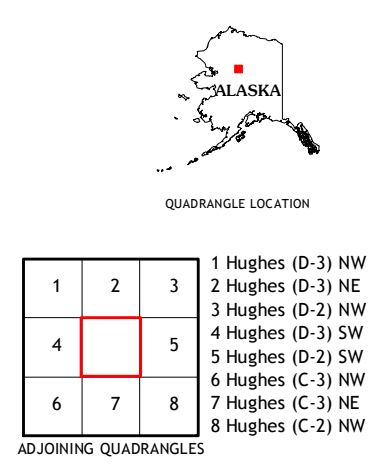 ALASKA
QUADRANGLE LOCATION
1 2 3
4 5
6 7 8
1 Hughes (D-3) NW
2 Hughes (D-3) NE
3 Hughes (D-2) NW
4 Hughes (D-3) SW
5 Hughes (D-2) SW
6 Hughes (C-3) NW
7 Hughes (C-3) NE
8 Hughes (C-2) NW
ADJOINING QUADRANGLES